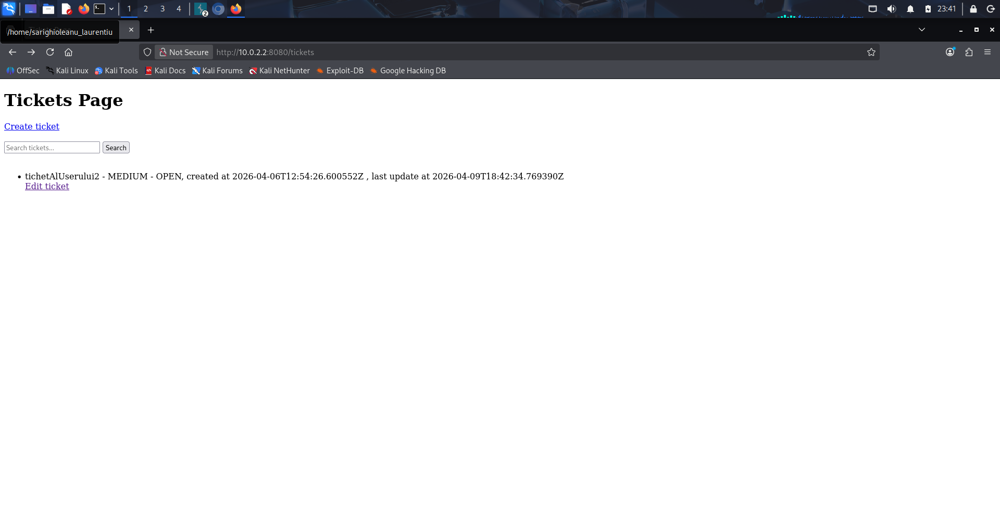 1 2 3 4 2 23:41
/home/sarighioleanu_laurentiu
Not Secure http://10.0.2.2:8080/tickets
OffSec Kali Linux Kali Tools Kali Docs Kali Forums Kali NetHunter Exploit-DB Google Hacking DB
Tickets Page
Create ticket
Search tickets... Search
• tichetAlUserului2 - MEDIUM - OPEN, created at 2026-04-06T12:54:26.600552Z , last update at 2026-04-09T18:42:34.769390Z
Edit ticket